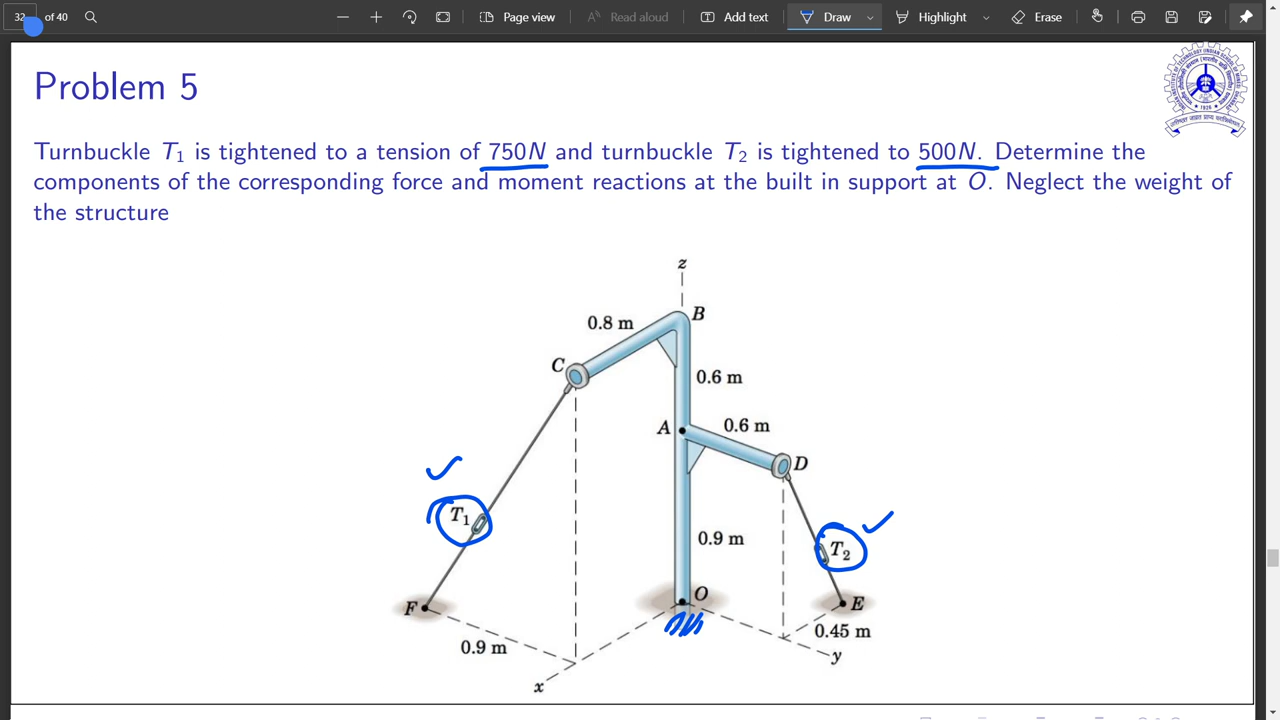 32 of 40 Page view Read aloud Add text Draw Highlight Erase
Problem 5
Turnbuckle T₁ is tightened to a tension of 750N and turnbuckle T₂ is tightened to 500N. Determine the
components of the corresponding force and moment reactions at the built in support at O. Neglect the weight of
the structure
z
B
0.8 m
C
0.6 m
A
0.6 m
D
T₁
0.9 m
T₂
F
O
E
0.45 m
0.9 m
y
x